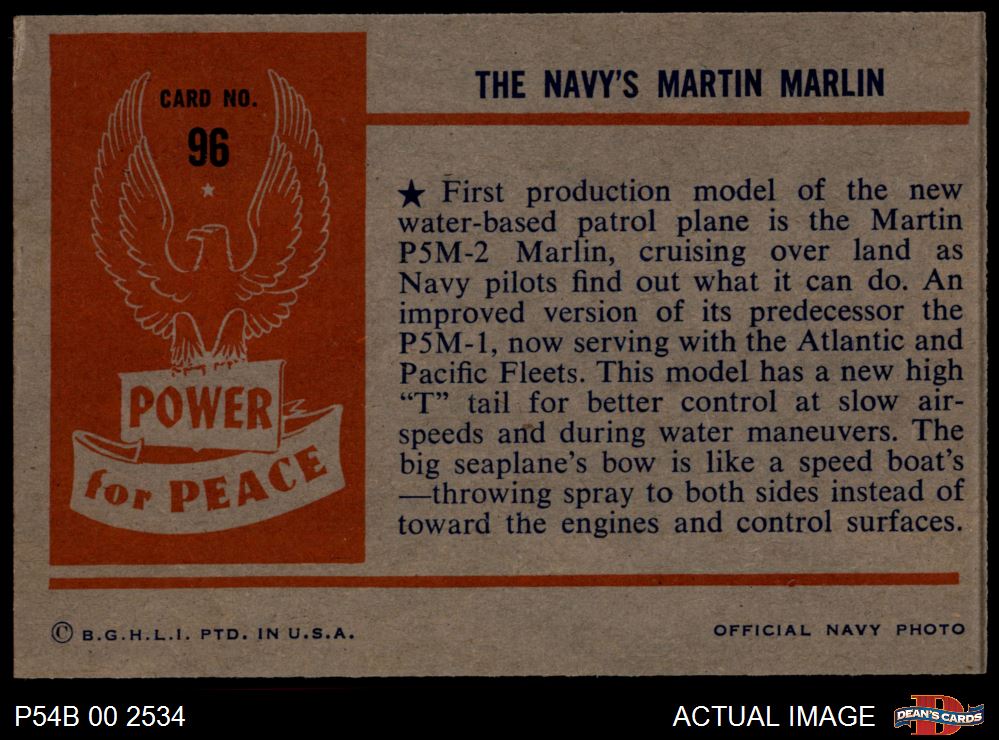 CARD NO.
96
POWER
for PEACE
THE NAVY'S MARTIN MARLIN
★ First production model of the new
water-based patrol plane is the Martin
P5M-2 Marlin, cruising over land as
Navy pilots find out what it can do. An
improved version of its predecessor the
P5M-1, now serving with the Atlantic and
Pacific Fleets. This model has a new high
“T” tail for better control at slow air-
speeds and during water maneuvers. The
big seaplane's bow is like a speed boat's
—throwing spray to both sides instead of
toward the engines and control surfaces.
© B.G.H.L.I. PTD. IN U.S.A.
OFFICIAL NAVY PHOTO
P54B 00 2534
ACTUAL IMAGE
D
DEAN'S CARDS